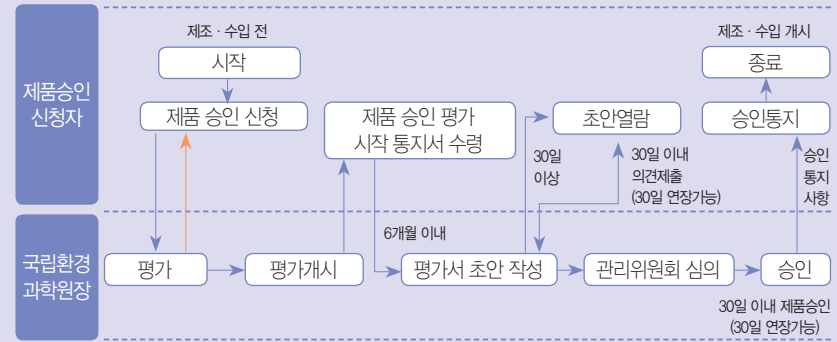 제품승인
신청자
제조 · 수입 전
시작
제품 승인 신청
제품 승인 평가
시작 통지서 수령
초안열람
제조 · 수입 개시
종료
승인통지
30일
이상
30일 이내
의견제출
(30일 연장가능)
승인
통지
사항
국립환경
과학원장
6개월 이내
평가
평가개시
평가서 초안 작성
관리위원회 심의
승인
30일 이내 제품승인
(30일 연장가능)